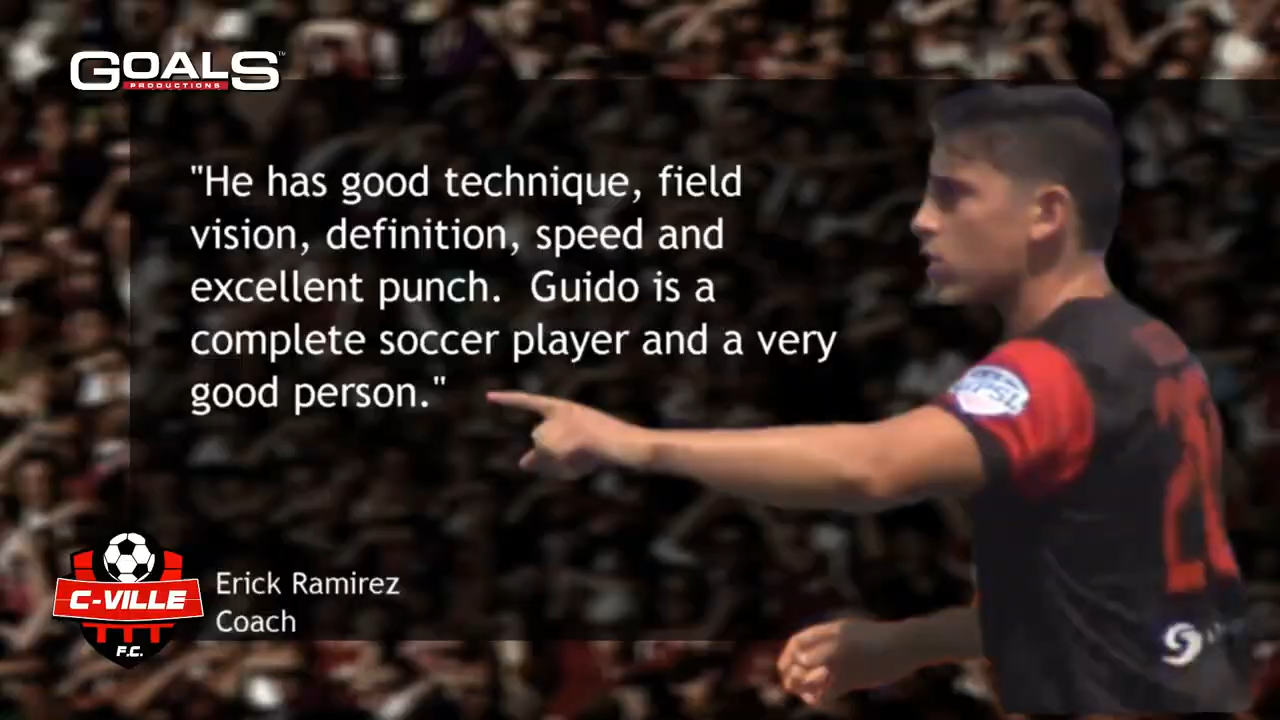 GOALS™
PRODUCTIONS
"He has good technique, field
vision, definition, speed and
excellent punch.  Guido is a
complete soccer player and a very
good person."
C-VILLE
F.C.
Erick Ramirez
Coach